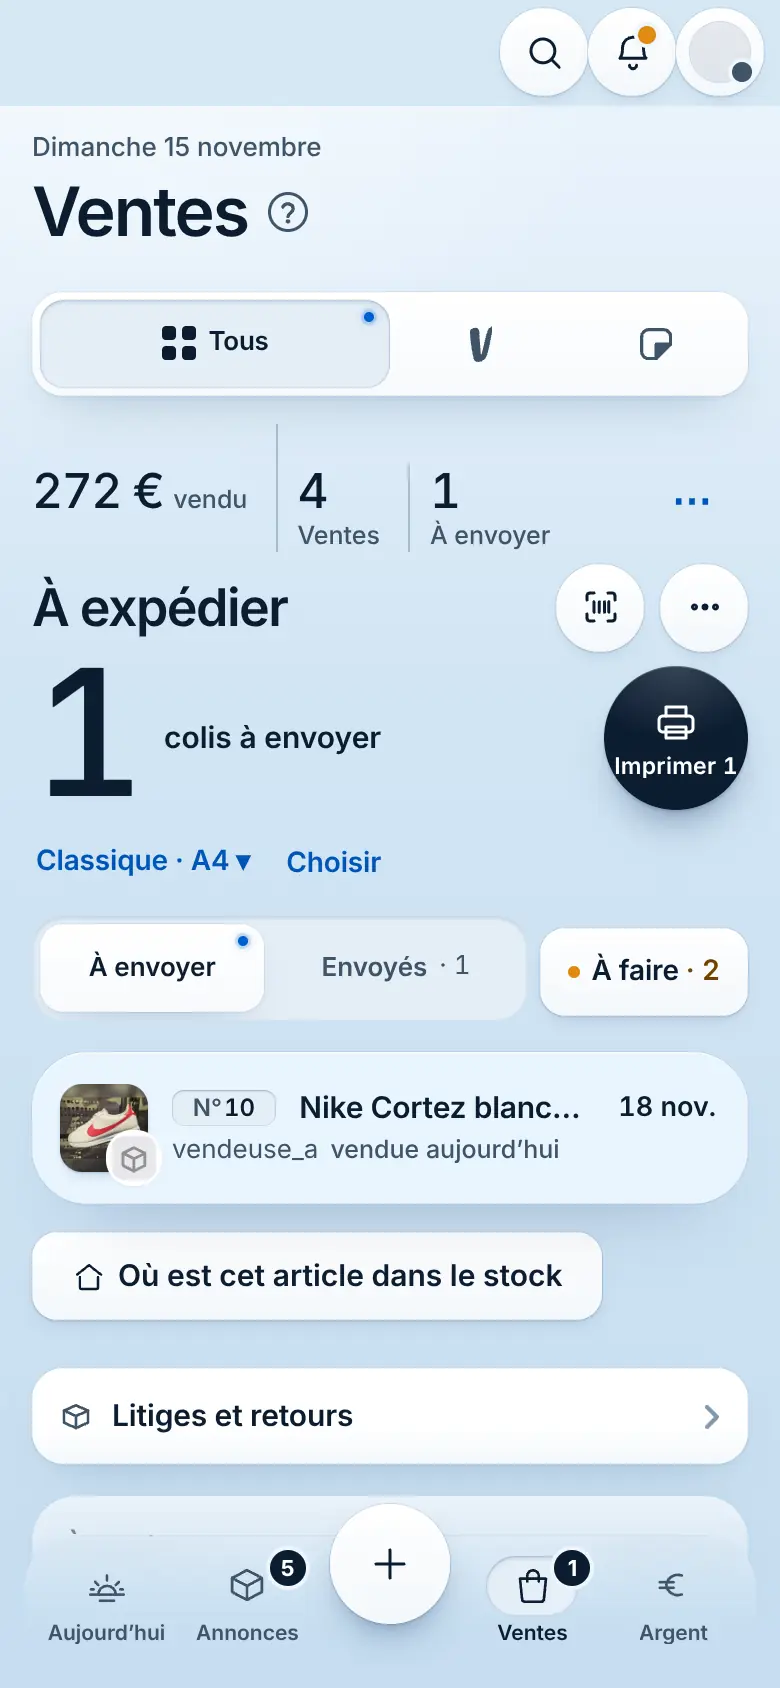 Dimanche 15 novembre
Ventes ?
Tous
272 € vendu
4
Ventes
1
À envoyer
...
À expédier
1 colis à envoyer
Imprimer 1
Classique · A4 ▾ Choisir
À envoyer
Envoyés · 1
À faire · 2
N° 10 Nike Cortez blanc... 18 nov.
vendeuse_a vendue aujourd’hui
Où est cet article dans le stock
Litiges et retours
5
1
Aujourd’hui Annonces Ventes Argent